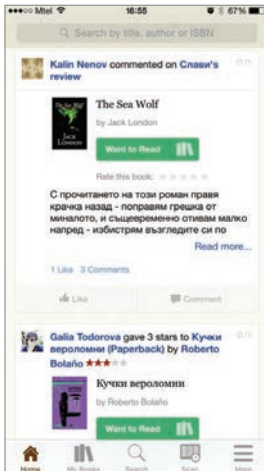 Mtel 16:55 67%
Search by title, author or ISBN
Kalin Nenov commented on Слави's
review
The Sea Wolf
by Jack London
Want to Read
Rate this book:
С прочитането на този роман правя
крачка назад - поправям грешка от
миналото, и същевременно отивам малко
напред - избистрям възгледите си по
Read more...
1 Like 3 Comments
Like Comment
Galia Todorova gave 3 stars to Кучки
вероломни (Paperback) by Roberto
Bolaño
Кучки вероломни
by Roberto Bolaño
Want to Read
Home My Books Search Scan More